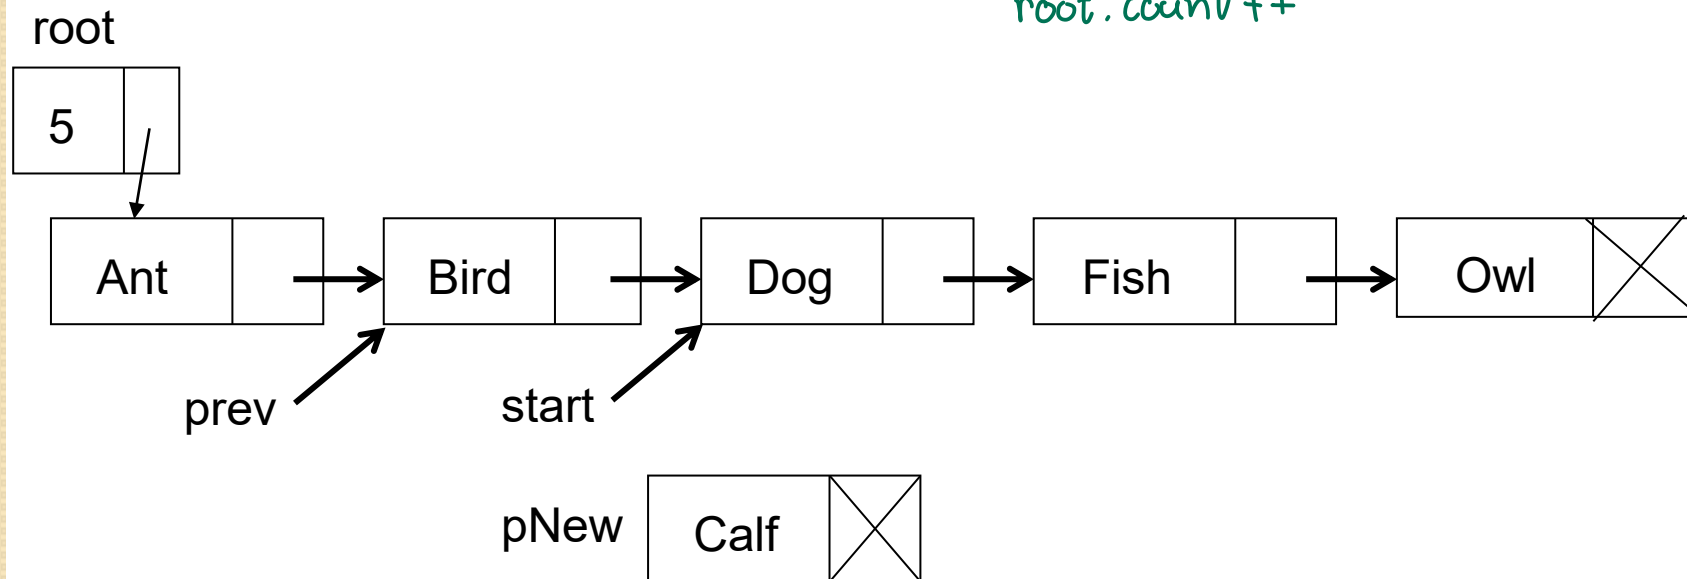 root.count++
root
5
Ant Bird Dog Fish Owl
prev start
pNew Calf